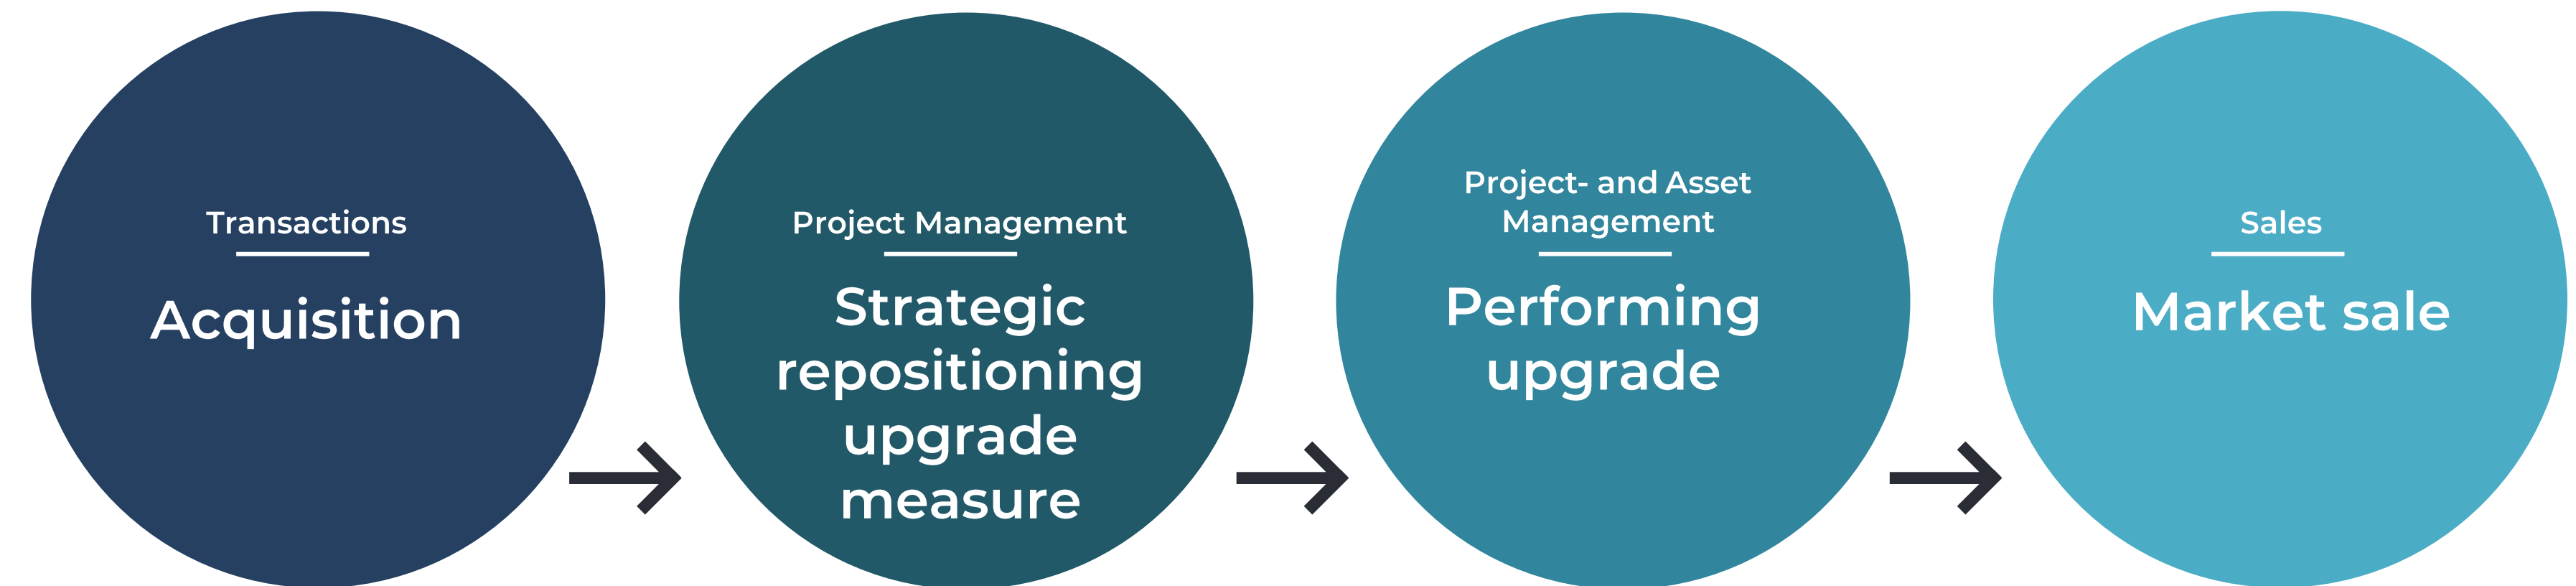 Transactions
Acquisition
Project Management
Strategic
repositioning
upgrade
measure
Project- and Asset
Management
Performing
upgrade
Sales
Market sale